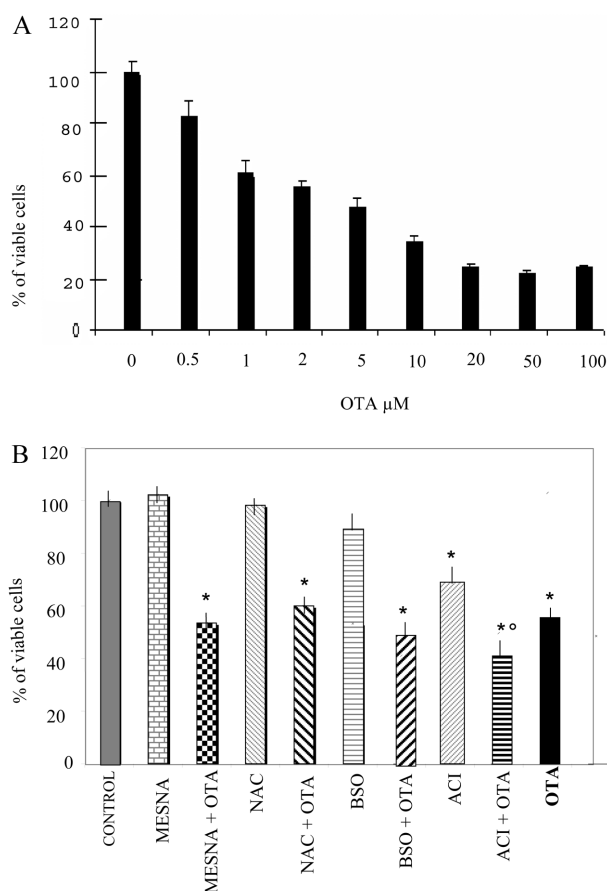 A
120
100
80
60
40
20
0
% of viable cells
0 0.5 1 2 5 10 20 50 100
OTA µM
B
120
100
80
60
40
20
0
% of viable cells
* * * * * ° *
CONTROL
MESNA
MESNA + OTA
NAC
NAC + OTA
BSO
BSO + OTA
ACI
ACI + OTA
OTA